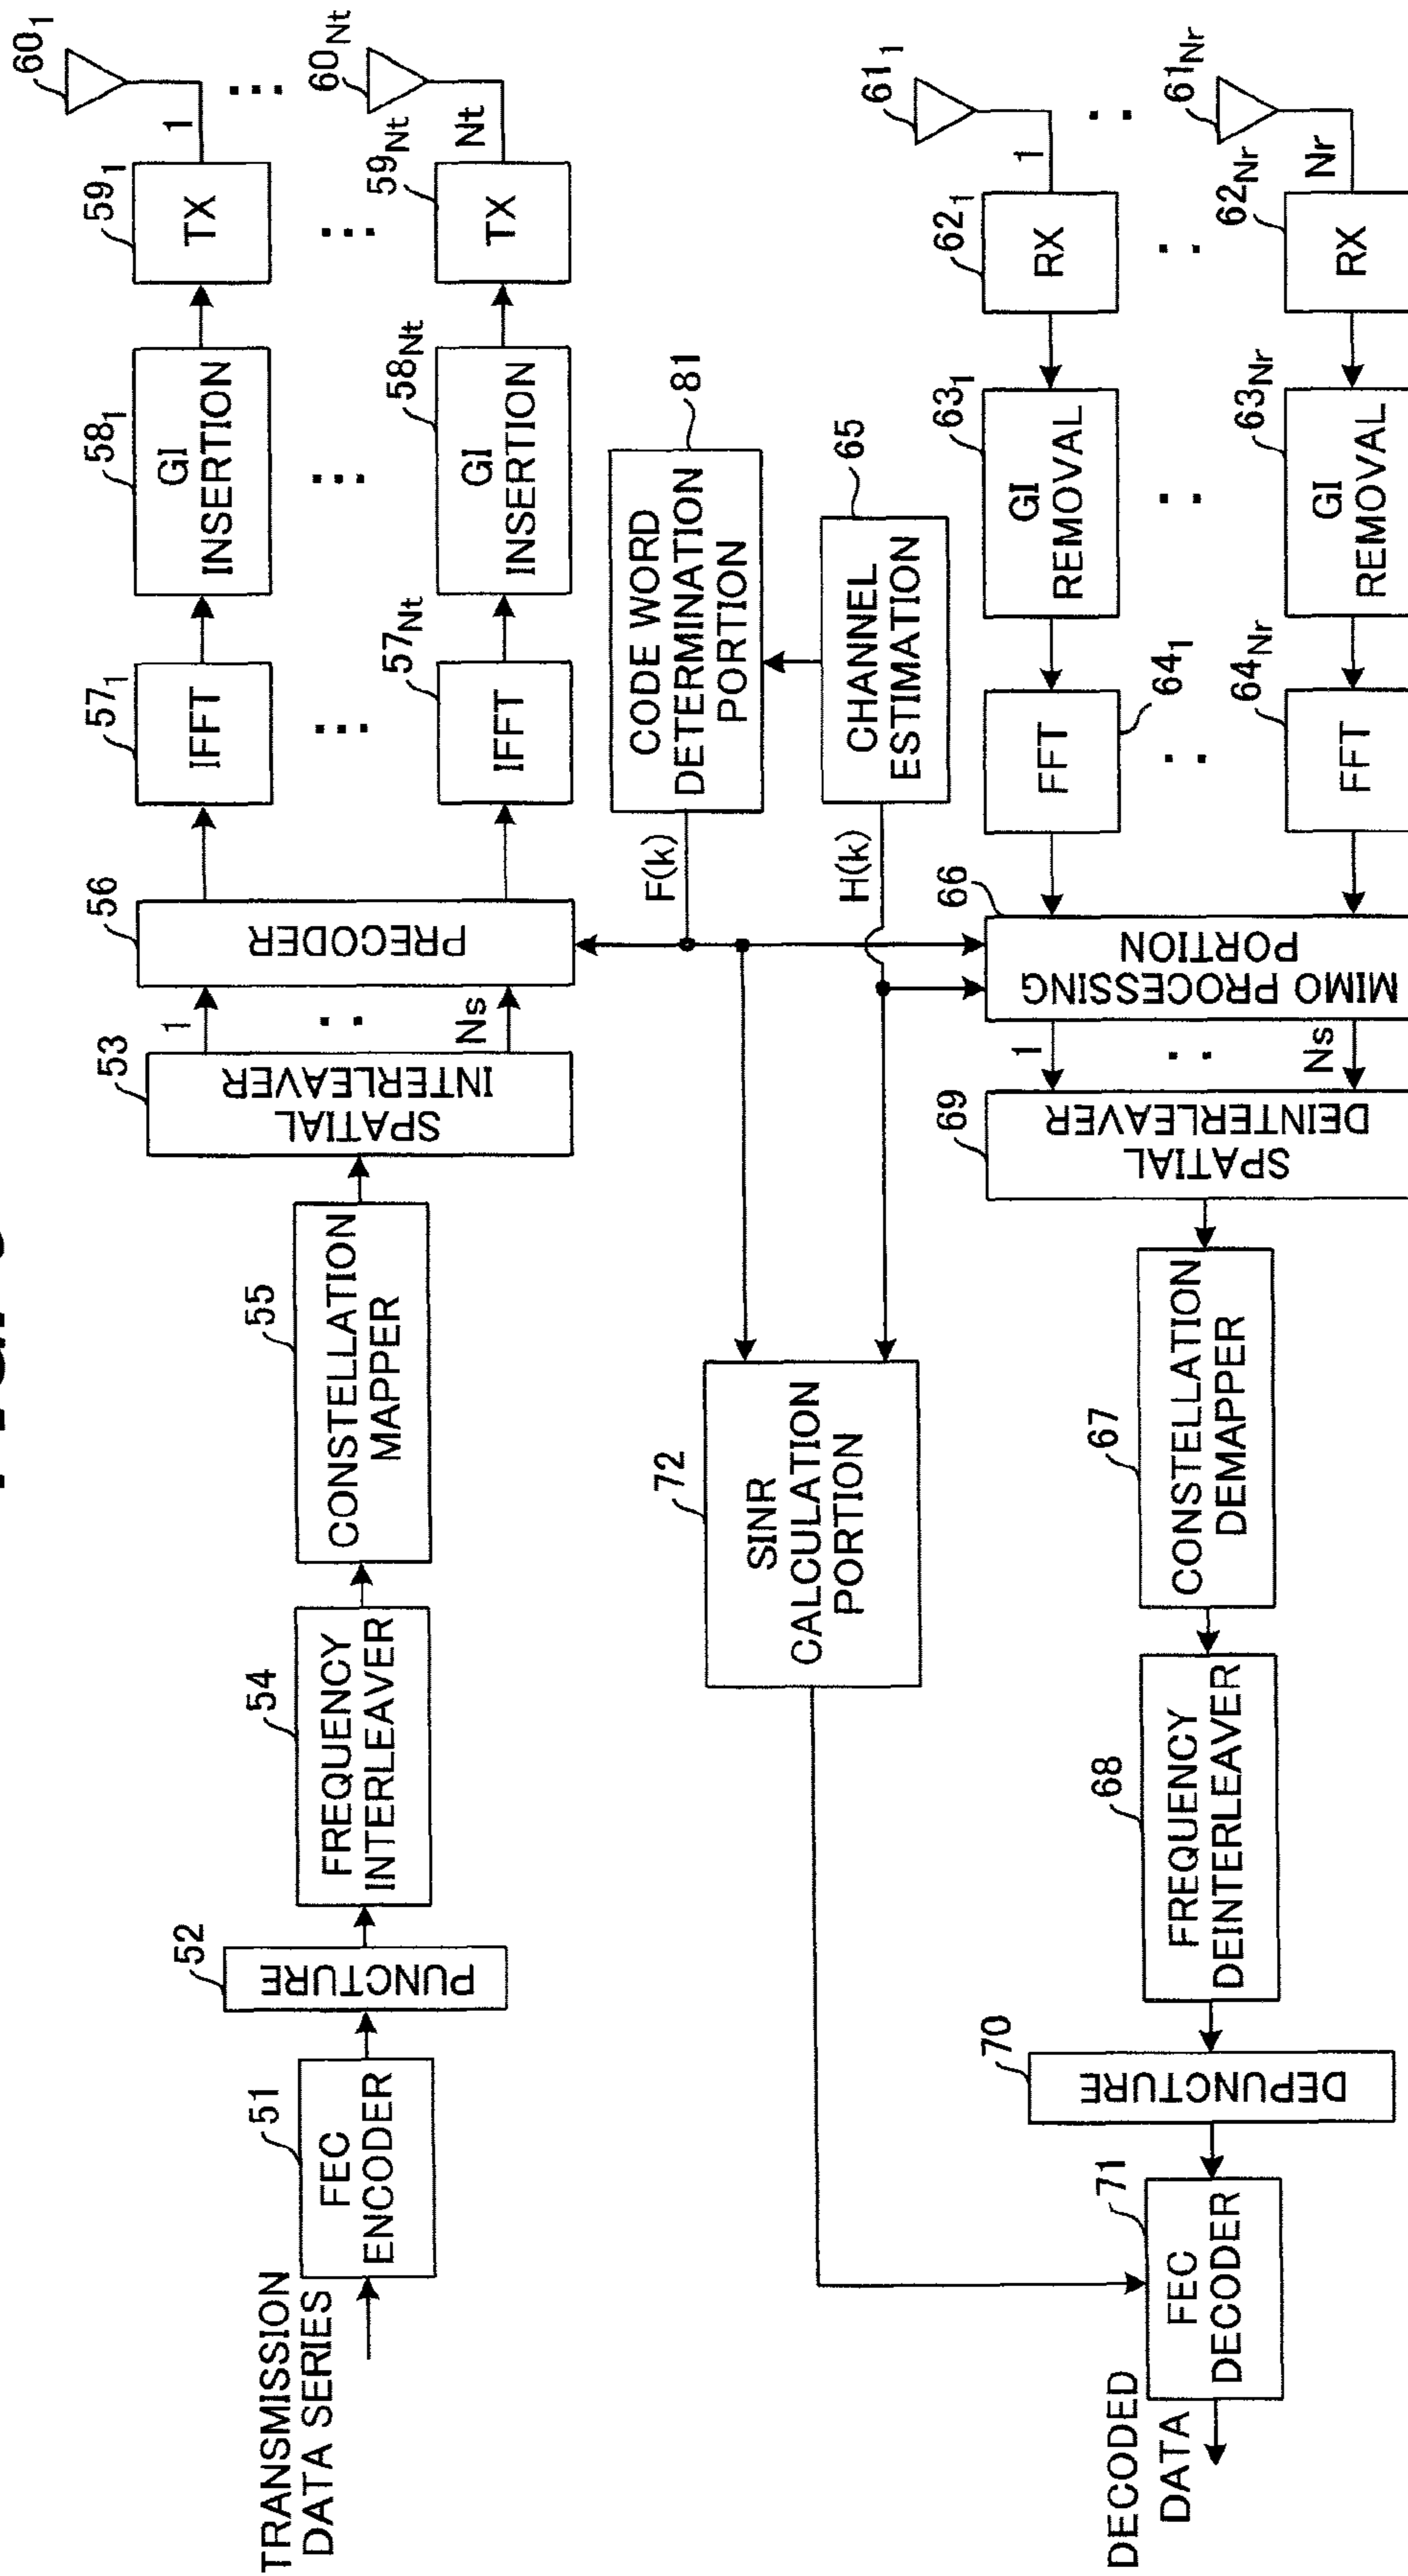 TRANSMISSION
DATA SERIES
51
FEC
ENCODER
52
PUNCTURE
54
FREQUENCY
INTERLEAVER
55
CONSTELLATION
MAPPER
53
SPATIAL
INTERLEAVER
1
Ns
56
PRECODER
57₁
IFFT
57Nt
IFFT
58₁
GI
INSERTION
58Nt
GI
INSERTION
59₁
TX
59Nt
TX
1
Nt
60₁
60Nt
F(k)
81
CODE WORD
DETERMINATION
PORTION
H(k)
65
CHANNEL
ESTIMATION
72
SINR
CALCULATION
PORTION
61₁
61Nr
1
Nr
62₁
RX
62Nr
RX
63₁
GI
REMOVAL
63Nr
GI
REMOVAL
64₁
FFT
64Nr
FFT
66
MIMO PROCESSING
PORTION
1
Ns
69
SPATIAL
DEINTERLEAVER
67
CONSTELLATION
DEMAPPER
68
FREQUENCY
DEINTERLEAVER
70
DEPUNCTURE
71
FEC
DECODER
DECODED
DATA